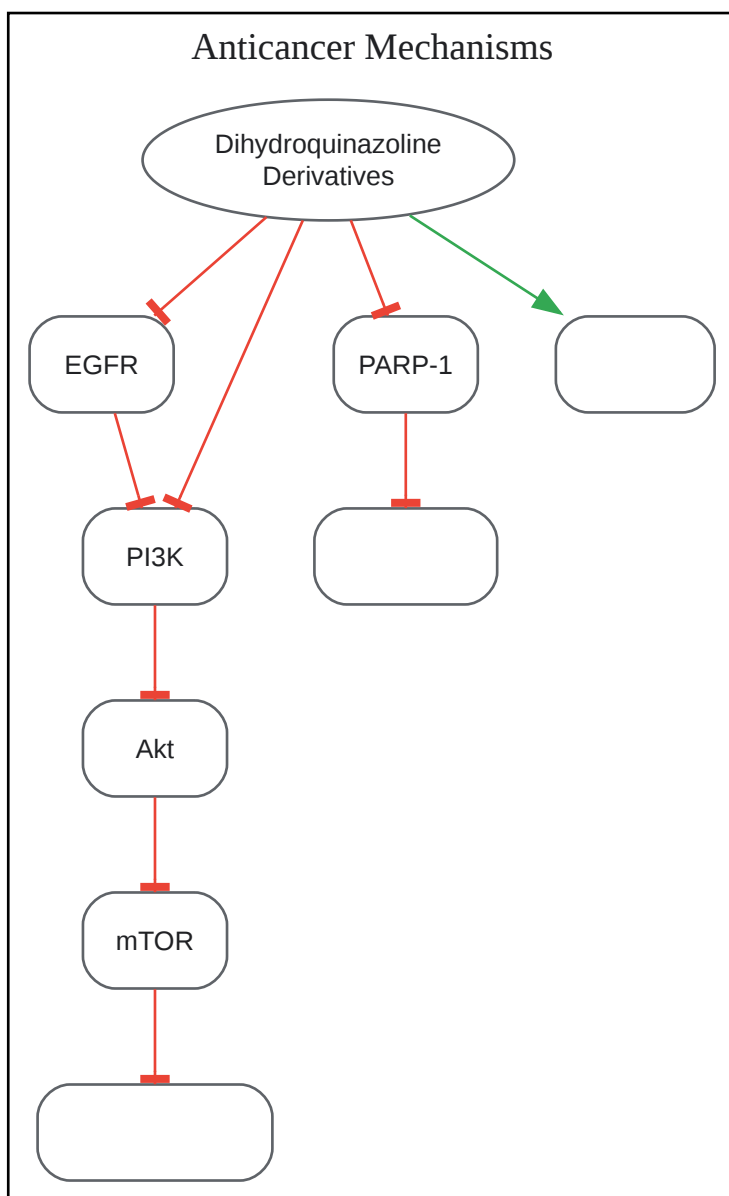 Anticancer Mechanisms
Dihydroquinazoline
Derivatives
EGFR
PARP-1
PI3K
Akt
mTOR